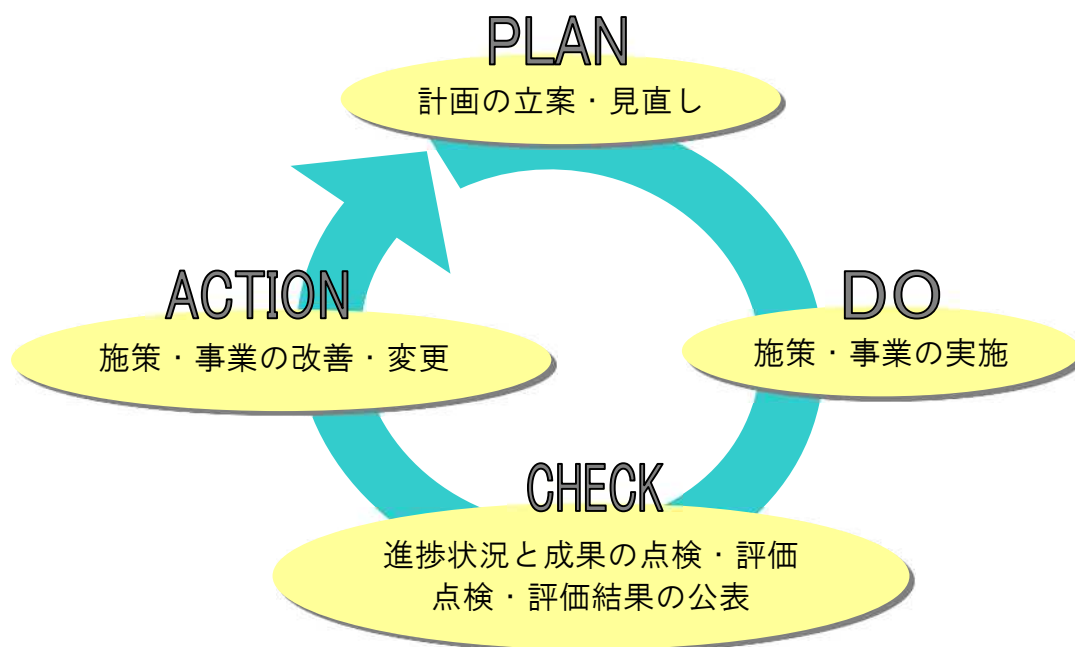 PLAN
計画の立案・見直し
DO
施策・事業の実施
CHECK
進捗状況と成果の点検・評価
点検・評価結果の公表
ACTION
施策・事業の改善・変更